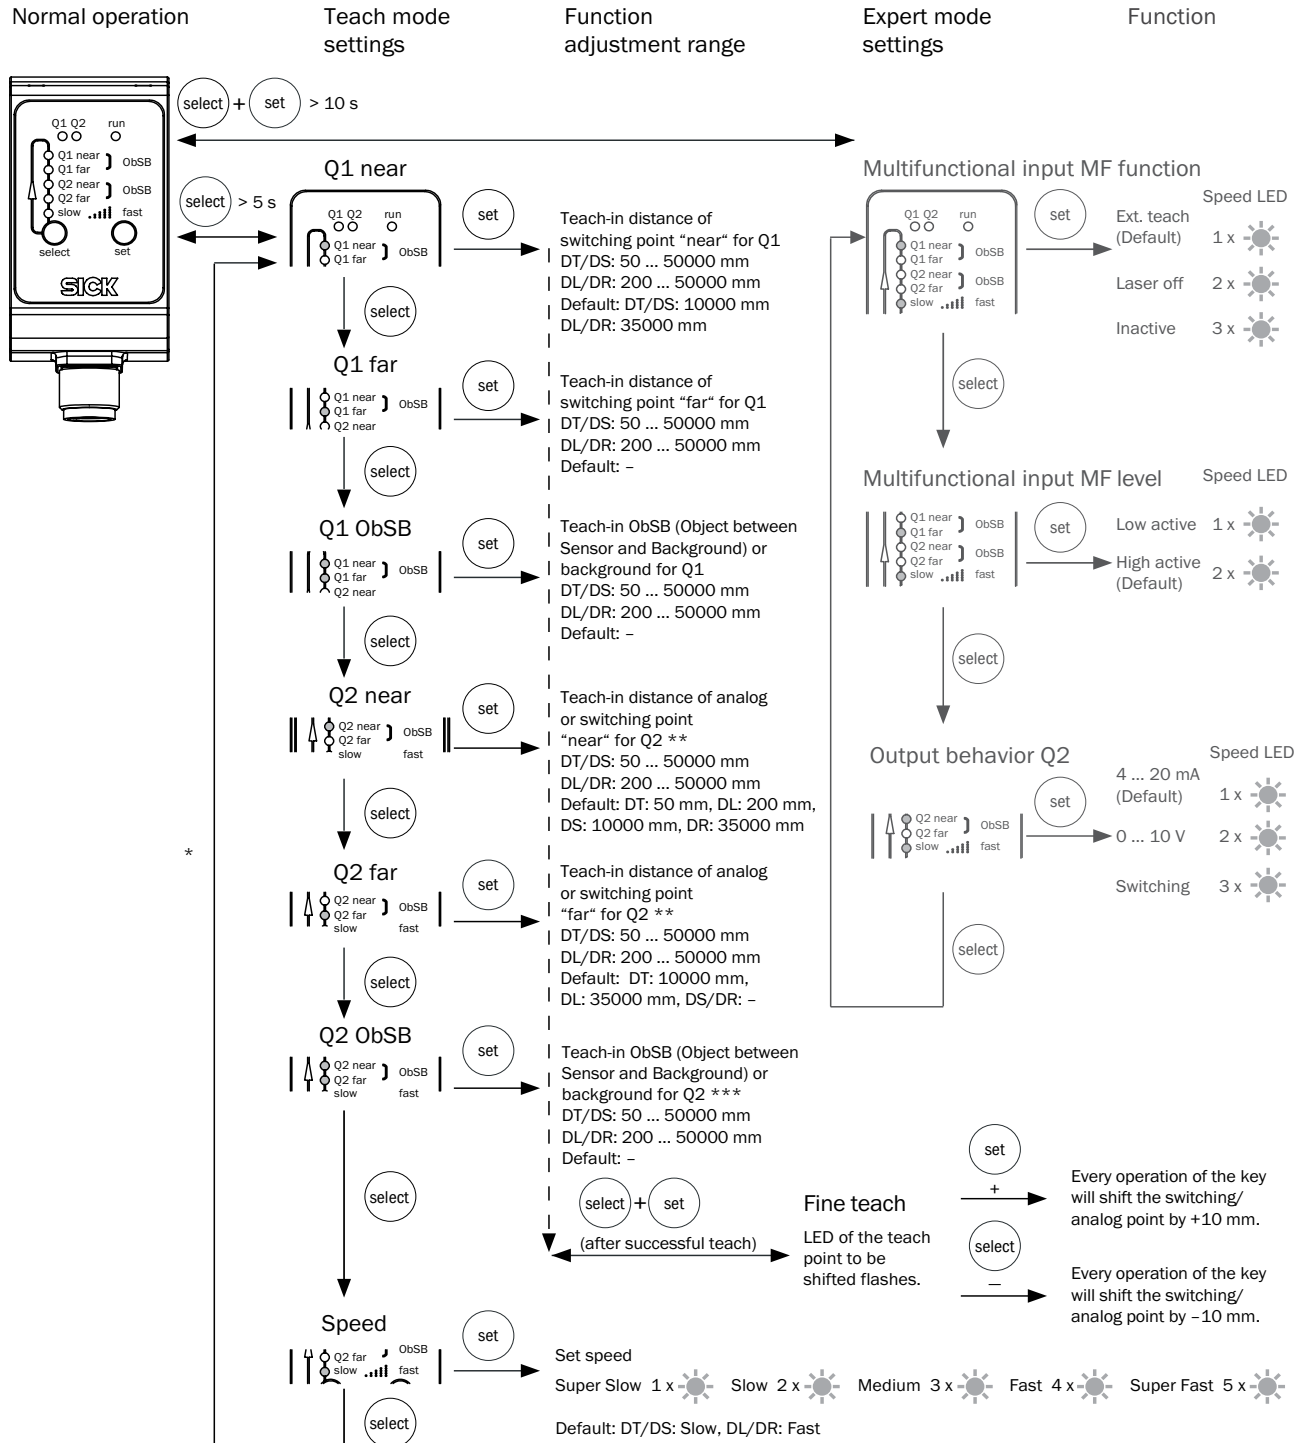 Normal operation
Teach mode
settings
Function
adjustment range
Expert mode
settings
Function
select + set > 10 s
Q1 Q2 run
Q1 near
Q1 far
ObSB
Q2 near
Q2 far
ObSB
slow fast
select set
SICK
select > 5 s
Q1 near
Q1 Q2 run
Q1 near
Q1 far
ObSB
set
Teach-in distance of
switching point “near“ for Q1
DT/DS: 50 ... 50000 mm
DL/DR: 200 ... 50000 mm
Default: DT/DS: 10000 mm
DL/DR: 35000 mm
select
Q1 far
Q1 near
Q1 far
Q2 near
ObSB
set
Teach-in distance of
switching point “far“ for Q1
DT/DS: 50 ... 50000 mm
DL/DR: 200 ... 50000 mm
Default: –
select
Q1 ObSB
Q1 near
Q1 far
Q2 near
ObSB
set
Teach-in ObSB (Object between
Sensor and Background) or
background for Q1
DT/DS: 50 ... 50000 mm
DL/DR: 200 ... 50000 mm
Default: –
select
Q2 near
Q2 near
Q2 far
ObSB
slow fast
set
Teach-in distance of analog
or switching point
“near“ for Q2 **
DT/DS: 50 ... 50000 mm
DL/DR: 200 ... 50000 mm
Default: DT: 50 mm, DL: 200 mm,
DS: 10000 mm, DR: 35000 mm
select
*
Q2 far
Q2 near
Q2 far
ObSB
slow fast
set
Teach-in distance of analog
or switching point
“far“ for Q2 **
DT/DS: 50 ... 50000 mm
DL/DR: 200 ... 50000 mm
Default: DT: 10000 mm,
DL: 35000 mm, DS/DR: –
select
Q2 ObSB
Q2 near
Q2 far
ObSB
slow fast
set
Teach-in ObSB (Object between
Sensor and Background) or
background for Q2 ***
DT/DS: 50 ... 50000 mm
DL/DR: 200 ... 50000 mm
Default: –
select
select + set
(after successful teach)
Fine teach
LED of the teach
point to be
shifted flashes.
set
+
Every operation of the key
will shift the switching/
analog point by +10 mm.
select
–
Every operation of the key
will shift the switching/
analog point by –10 mm.
Speed
Q2 far
ObSB
slow fast
set
Set speed
Super Slow 1 x Slow 2 x Medium 3 x Fast 4 x Super Fast 5 x
Default: DT/DS: Slow, DL/DR: Fast
select
Multifunctional input MF function
Q1 Q2 run
Q1 near
Q1 far
ObSB
Q2 near
Q2 far
ObSB
slow fast
set
Speed LED
Ext. teach
(Default) 1 x
Laser off 2 x
Inactive 3 x
select
Multifunctional input MF level
Q1 near
Q1 far
ObSB
Q2 near
Q2 far
ObSB
slow fast
set
Speed LED
Low active 1 x
High active
(Default) 2 x
select
Output behavior Q2
Q2 near
Q2 far
ObSB
slow fast
set
Speed LED
4 ... 20 mA
(Default) 1 x
0 ... 10 V 2 x
Switching 3 x
select